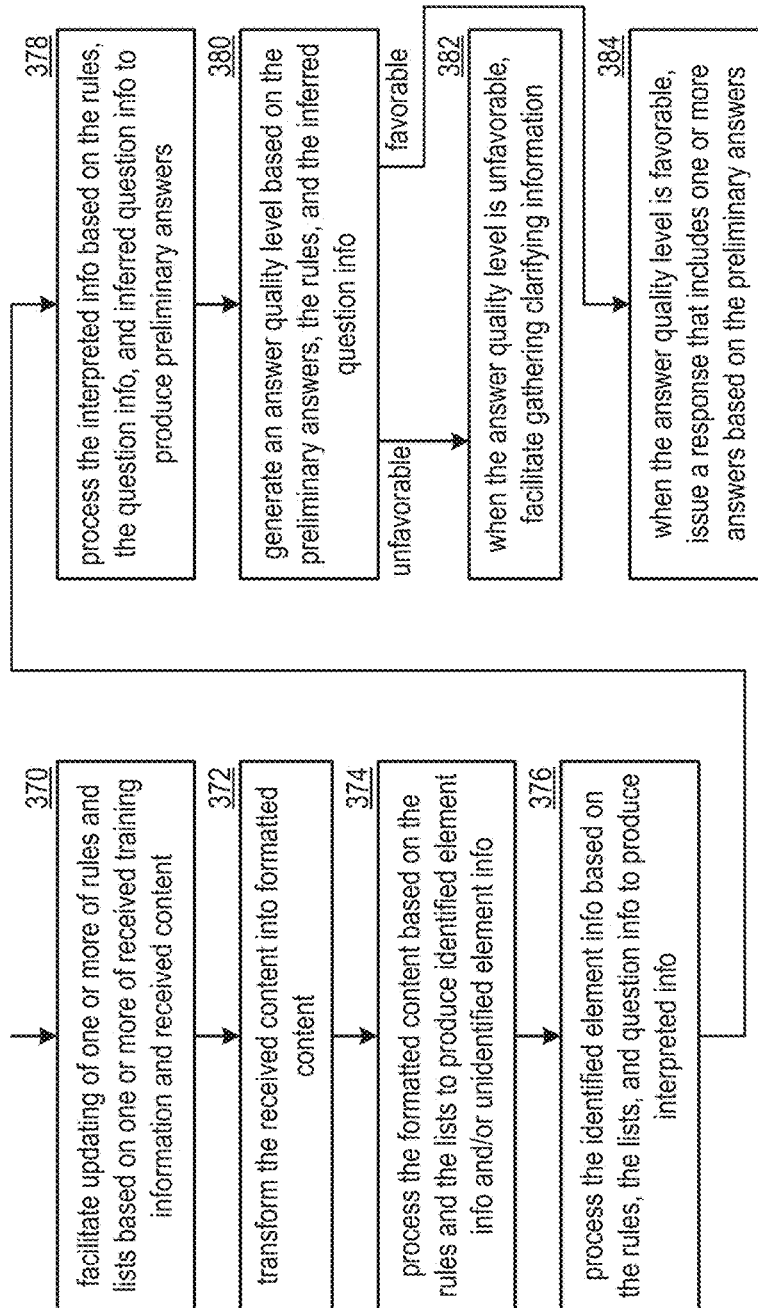 370
facilitate updating of one or more of rules and
lists based on one or more of received training
information and received content
372
transform the received content into formatted
content
374
process the formatted content based on the
rules and the lists to produce identified element
info and/or unidentified element info
376
process the identified element info based on
the rules, the lists, and question info to produce
interpreted info
378
process the interpreted info based on the rules,
the question info, and inferred question info to
produce preliminary answers
380
generate an answer quality level based on the
preliminary answers, the rules, and the inferred
question info
unfavorable
favorable
382
when the answer quality level is unfavorable,
facilitate gathering clarifying information
384
when the answer quality level is favorable,
issue a response that includes one or more
answers based on the preliminary answers